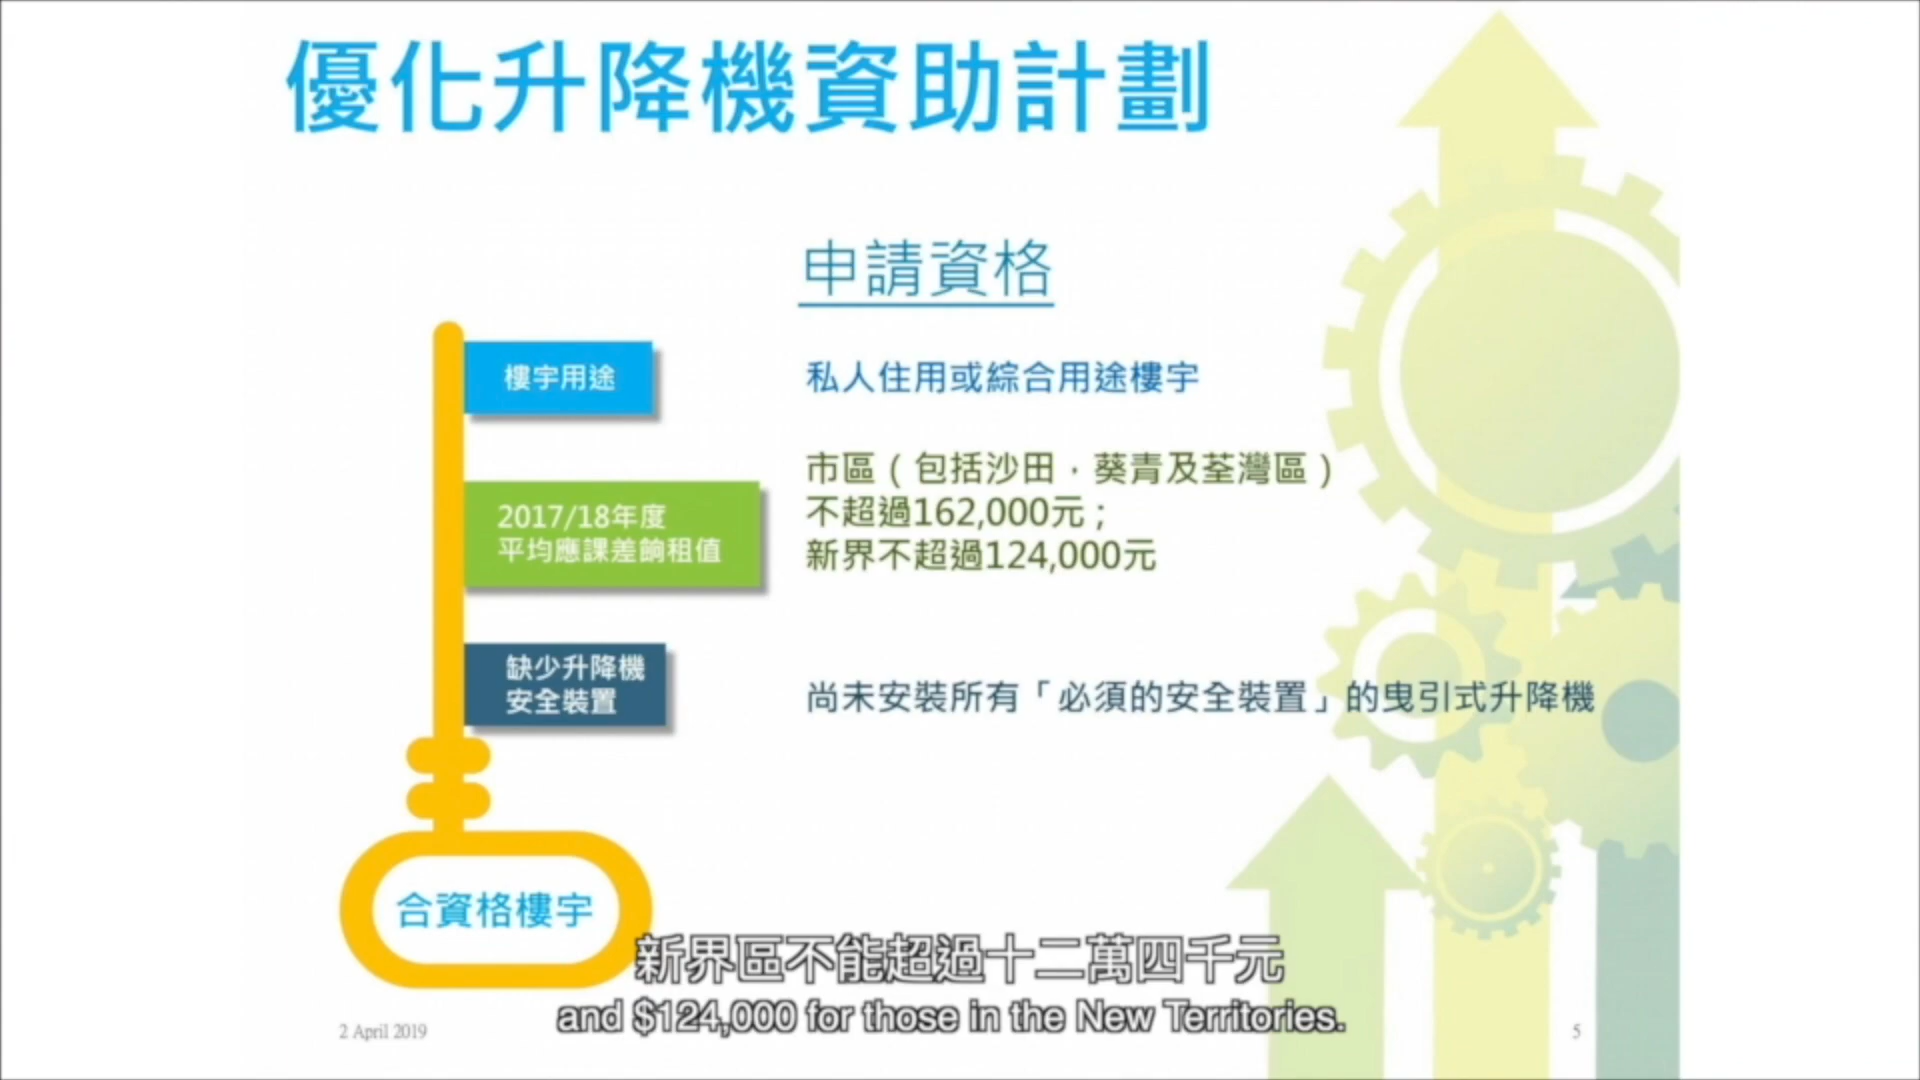 優化升降機資助計劃
申請資格
樓宇用途
私人住用或綜合用途樓宇
2017/18年度
平均應課差餉租值
市區（包括沙田，葵青及荃灣區）
不超過162,000元；
新界不超過124,000元
缺少升降機
安全裝置
尚未安裝所有「必須的安全裝置」的曳引式升降機
合資格樓宇
新界區不能超過十二萬四千元
and $124,000 for those in the New Territories.
2 April 2019
5